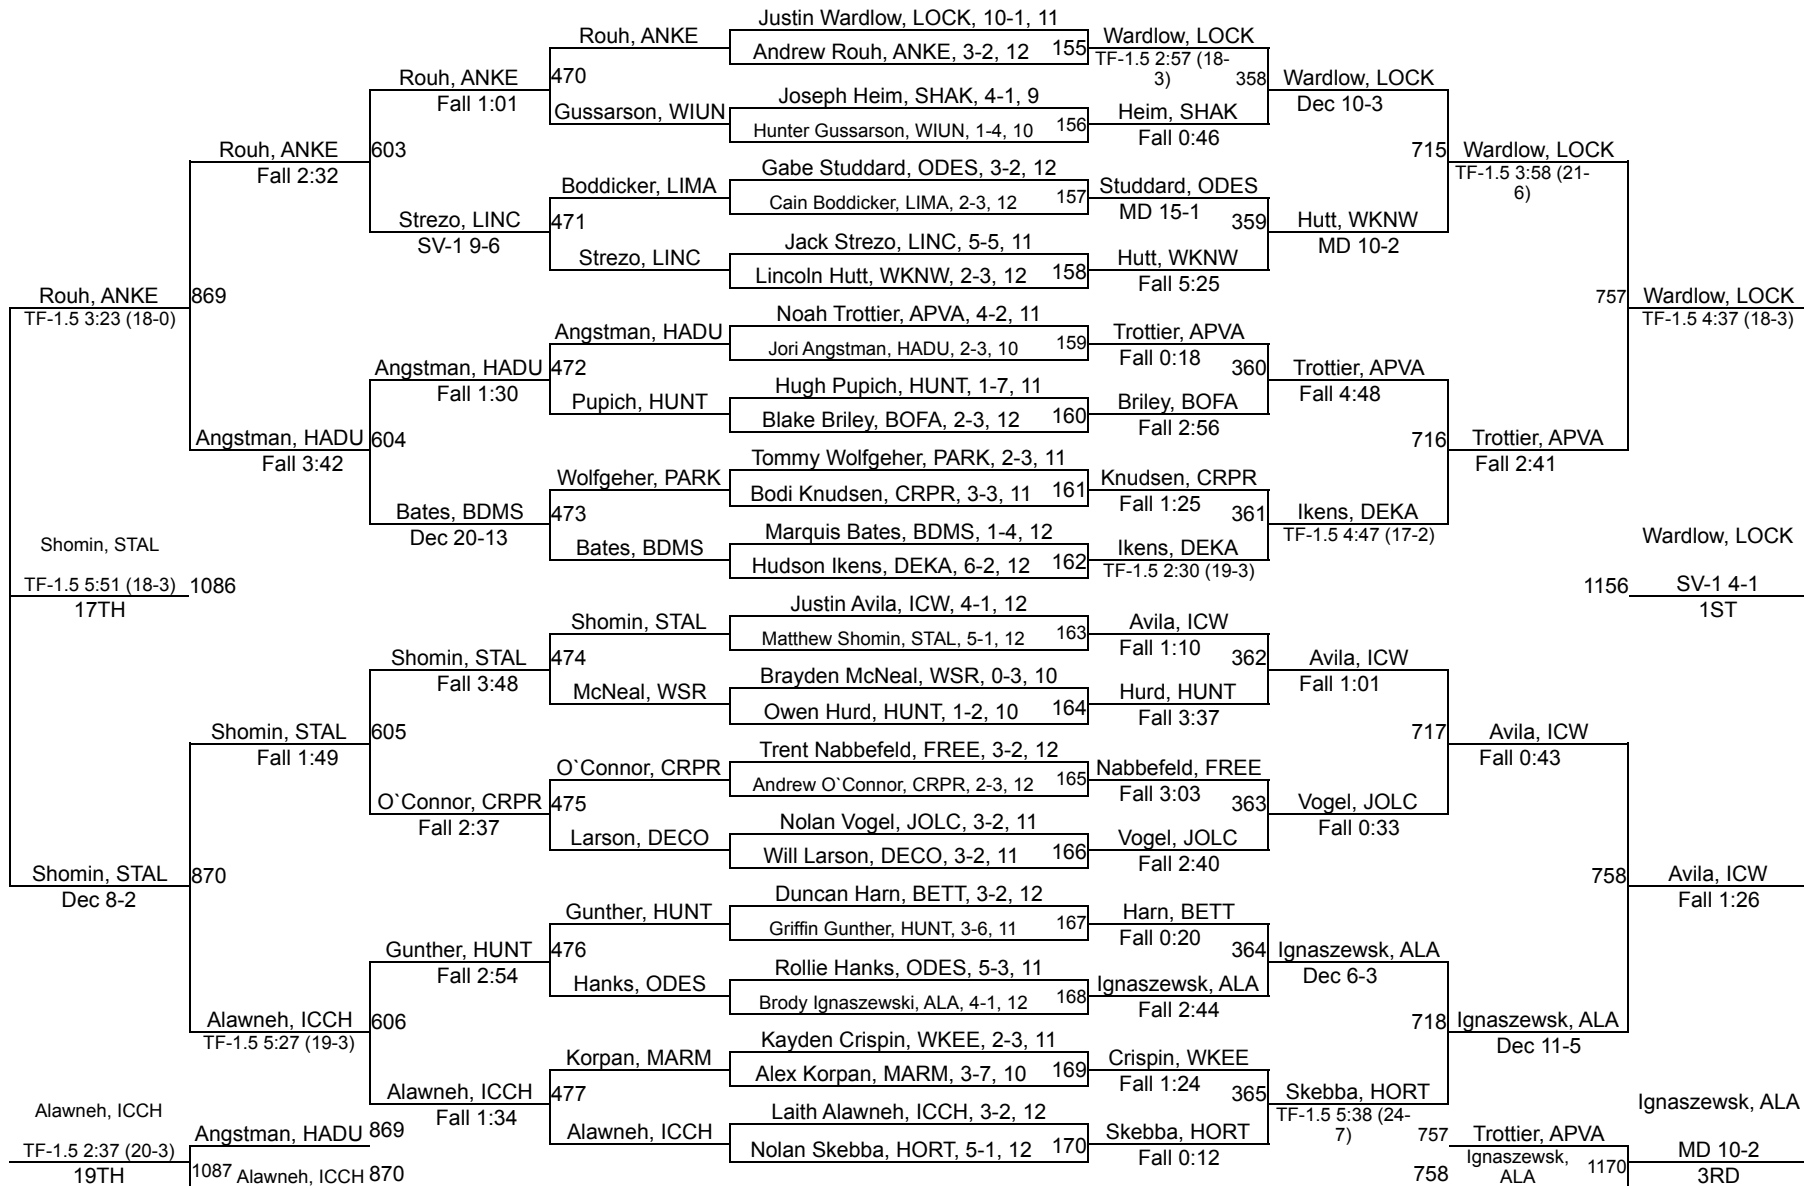 Justin Wardlow, LOCK, 10-1, 11
Rouh, ANKE
Andrew Rouh, ANKE, 3-2, 12
155
Wardlow, LOCK
TF-1.5 2:57 (18-
3)
358
Rouh, ANKE
Fall 1:01
470
Wardlow, LOCK
Dec 10-3
Joseph Heim, SHAK, 4-1, 9
Gussarson, WIUN
Hunter Gussarson, WIUN, 1-4, 10
156
Heim, SHAK
Fall 0:46
Rouh, ANKE
Fall 2:32
603
715
Wardlow, LOCK
TF-1.5 3:58 (21-
6)
Gabe Studdard, ODES, 3-2, 12
Boddicker, LIMA
Cain Boddicker, LIMA, 2-3, 12
157
Studdard, ODES
MD 15-1
Strezo, LINC
SV-1 9-6
471
359
Hutt, WKNW
MD 10-2
Jack Strezo, LINC, 5-5, 11
Strezo, LINC
Lincoln Hutt, WKNW, 2-3, 12
158
Hutt, WKNW
Fall 5:25
Rouh, ANKE
TF-1.5 3:23 (18-0)
869
757
Wardlow, LOCK
TF-1.5 4:37 (18-3)
Noah Trottier, APVA, 4-2, 11
Angstman, HADU
Jori Angstman, HADU, 2-3, 10
159
Trottier, APVA
Fall 0:18
Angstman, HADU
Fall 1:30
472
360
Trottier, APVA
Fall 4:48
Hugh Pupich, HUNT, 1-7, 11
Pupich, HUNT
Blake Briley, BOFA, 2-3, 12
160
Briley, BOFA
Fall 2:56
Angstman, HADU
Fall 3:42
604
716
Trottier, APVA
Fall 2:41
Tommy Wolfgeher, PARK, 2-3, 11
Wolfgeher, PARK
Bodi Knudsen, CRPR, 3-3, 11
161
Knudsen, CRPR
Fall 1:25
Bates, BDMS
Dec 20-13
473
361
Ikens, DEKA
TF-1.5 4:47 (17-2)
Marquis Bates, BDMS, 1-4, 12
Bates, BDMS
Hudson Ikens, DEKA, 6-2, 12
162
Ikens, DEKA
TF-1.5 2:30 (19-3)
Shomin, STAL
TF-1.5 5:51 (18-3)
1086
17TH
Wardlow, LOCK
1156
SV-1 4-1
1ST
Justin Avila, ICW, 4-1, 12
Shomin, STAL
Matthew Shomin, STAL, 5-1, 12
163
Avila, ICW
Fall 1:10
Shomin, STAL
Fall 3:48
474
362
Avila, ICW
Fall 1:01
Brayden McNeal, WSR, 0-3, 10
McNeal, WSR
Owen Hurd, HUNT, 1-2, 10
164
Hurd, HUNT
Fall 3:37
Shomin, STAL
Fall 1:49
605
717
Avila, ICW
Fall 0:43
Trent Nabbefeld, FREE, 3-2, 12
O`Connor, CRPR
Andrew O`Connor, CRPR, 2-3, 12
165
Nabbefeld, FREE
Fall 3:03
O`Connor, CRPR
Fall 2:37
475
363
Vogel, JOLC
Fall 0:33
Nolan Vogel, JOLC, 3-2, 11
Larson, DECO
Will Larson, DECO, 3-2, 11
166
Vogel, JOLC
Fall 2:40
Shomin, STAL
Dec 8-2
870
758
Avila, ICW
Fall 1:26
Duncan Harn, BETT, 3-2, 12
Gunther, HUNT
Griffin Gunther, HUNT, 3-6, 11
167
Harn, BETT
Fall 0:20
Gunther, HUNT
Fall 2:54
476
364
Ignaszewsk, ALA
Dec 6-3
Rollie Hanks, ODES, 5-3, 11
Hanks, ODES
Brody Ignaszewski, ALA, 4-1, 12
168
Ignaszewsk, ALA
Fall 2:44
Alawneh, ICCH
TF-1.5 5:27 (19-3)
606
718
Ignaszewsk, ALA
Dec 11-5
Kayden Crispin, WKEE, 2-3, 11
Korpan, MARM
Alex Korpan, MARM, 3-7, 10
169
Crispin, WKEE
Fall 1:24
Alawneh, ICCH
Fall 1:34
477
365
Skebba, HORT
TF-1.5 5:38 (24-
7)
Laith Alawneh, ICCH, 3-2, 12
Alawneh, ICCH
Nolan Skebba, HORT, 5-1, 12
170
Skebba, HORT
Fall 0:12
Alawneh, ICCH
TF-1.5 2:37 (20-3)
19TH
Angstman, HADU
869
1087
Alawneh, ICCH
870
757
Trottier, APVA
758
Ignaszewsk,
ALA
1170
Ignaszewsk, ALA
MD 10-2
3RD